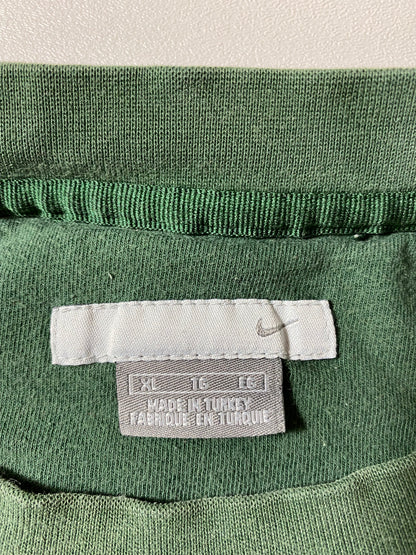 XL TG EG
MADE IN TURKEY
FABRIQUE EN TURQUIE